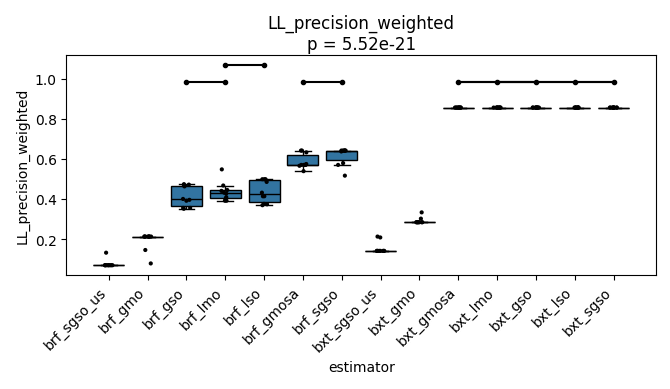 LL_precision_weighted
p = 5.52e-21
LL_precision_weighted
1.0
0.8
0.6
0.4
0.2
brf_sgso_us
brf_gmo
brf_gso
brf_lmo
brf_lso
brf_gmosa
brf_sgso
bxt_sgso_us
bxt_gmo
bxt_gmosa
bxt_lmo
bxt_gso
bxt_lso
bxt_sgso
estimator